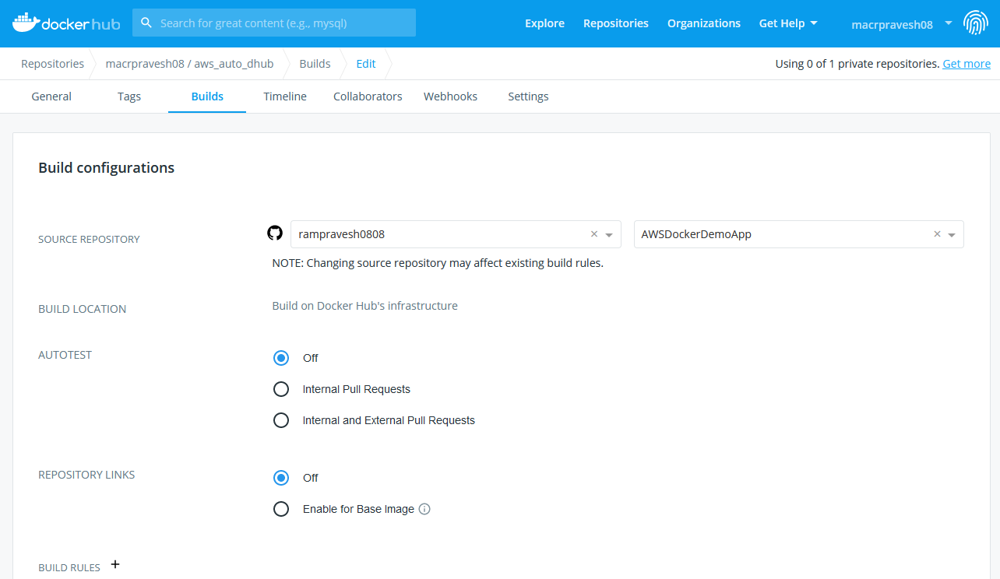 docker hub Search for great content (e.g., mysql) Explore Repositories Organizations Get Help macrpravesh08
Repositories macrpravesh08 / aws_auto_dhub Builds Edit Using 0 of 1 private repositories. Get more
General Tags Builds Timeline Collaborators Webhooks Settings
Build configurations
SOURCE REPOSITORY rampravesh0808 × AWSDockerDemoApp ×
NOTE: Changing source repository may affect existing build rules.
BUILD LOCATION Build on Docker Hub's infrastructure
AUTOTEST Off
Internal Pull Requests
Internal and External Pull Requests
REPOSITORY LINKS Off
Enable for Base Image
BUILD RULES +